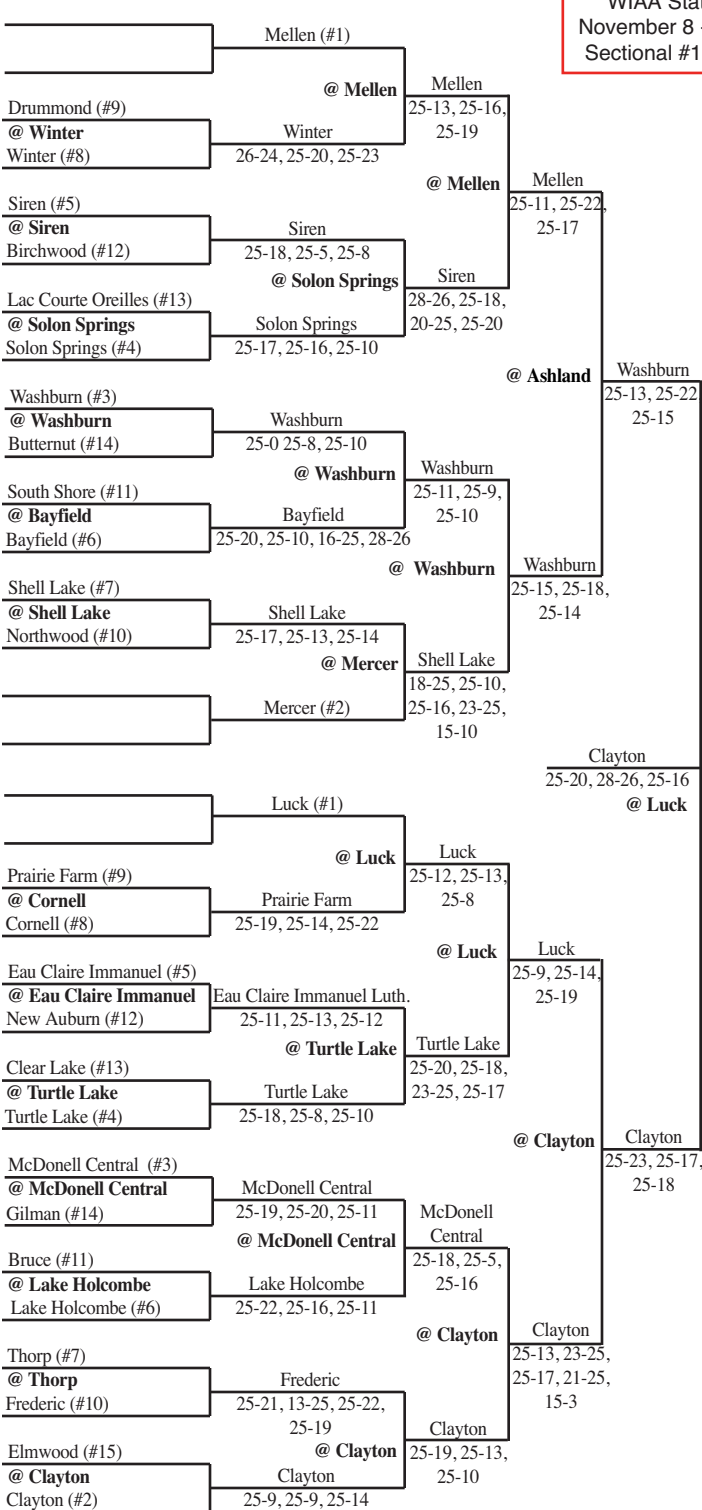 WIAA Stat
November 8 -
Sectional #1
Mellen (#1)
@ Mellen
Mellen
25-13, 25-16,
25-19
Drummond (#9)
@ Winter
Winter (#8)
Winter
26-24, 25-20, 25-23
@ Mellen
Mellen
25-11, 25-22,
25-17
Siren (#5)
@ Siren
Birchwood (#12)
Siren
25-18, 25-5, 25-8
@ Solon Springs
Siren
28-26, 25-18,
20-25, 25-20
Lac Courte Oreilles (#13)
@ Solon Springs
Solon Springs (#4)
Solon Springs
25-17, 25-16, 25-10
@ Ashland
Washburn
25-13, 25-22
25-15
Washburn (#3)
@ Washburn
Butternut (#14)
Washburn
25-0 25-8, 25-10
@ Washburn
Washburn
25-11, 25-9,
25-10
South Shore (#11)
@ Bayfield
Bayfield (#6)
Bayfield
25-20, 25-10, 16-25, 28-26
@ Washburn
Washburn
25-15, 25-18,
25-14
Shell Lake (#7)
@ Shell Lake
Northwood (#10)
Shell Lake
25-17, 25-13, 25-14
@ Mercer
Shell Lake
18-25, 25-10,
25-16, 23-25,
15-10
Mercer (#2)
Clayton
25-20, 28-26, 25-16
@ Luck
Luck (#1)
@ Luck
Luck
25-12, 25-13,
25-8
Prairie Farm (#9)
@ Cornell
Cornell (#8)
Prairie Farm
25-19, 25-14, 25-22
@ Luck
Luck
25-9, 25-14,
25-19
Eau Claire Immanuel (#5)
@ Eau Claire Immanuel
New Auburn (#12)
Eau Claire Immanuel Luth.
25-11, 25-13, 25-12
@ Turtle Lake
Turtle Lake
25-20, 25-18,
23-25, 25-17
Clear Lake (#13)
@ Turtle Lake
Turtle Lake (#4)
Turtle Lake
25-18, 25-8, 25-10
@ Clayton
Clayton
25-23, 25-17,
25-18
McDonell Central (#3)
@ McDonell Central
Gilman (#14)
McDonell Central
25-19, 25-20, 25-11
@ McDonell Central
McDonell
Central
25-18, 25-5,
25-16
Bruce (#11)
@ Lake Holcombe
Lake Holcombe (#6)
Lake Holcombe
25-22, 25-16, 25-11
@ Clayton
Clayton
25-13, 23-25,
25-17, 21-25,
15-3
Thorp (#7)
@ Thorp
Frederic (#10)
Frederic
25-21, 13-25, 25-22,
25-19
@ Clayton
Clayton
25-19, 25-13,
25-10
Elmwood (#15)
@ Clayton
Clayton (#2)
Clayton
25-9, 25-9, 25-14